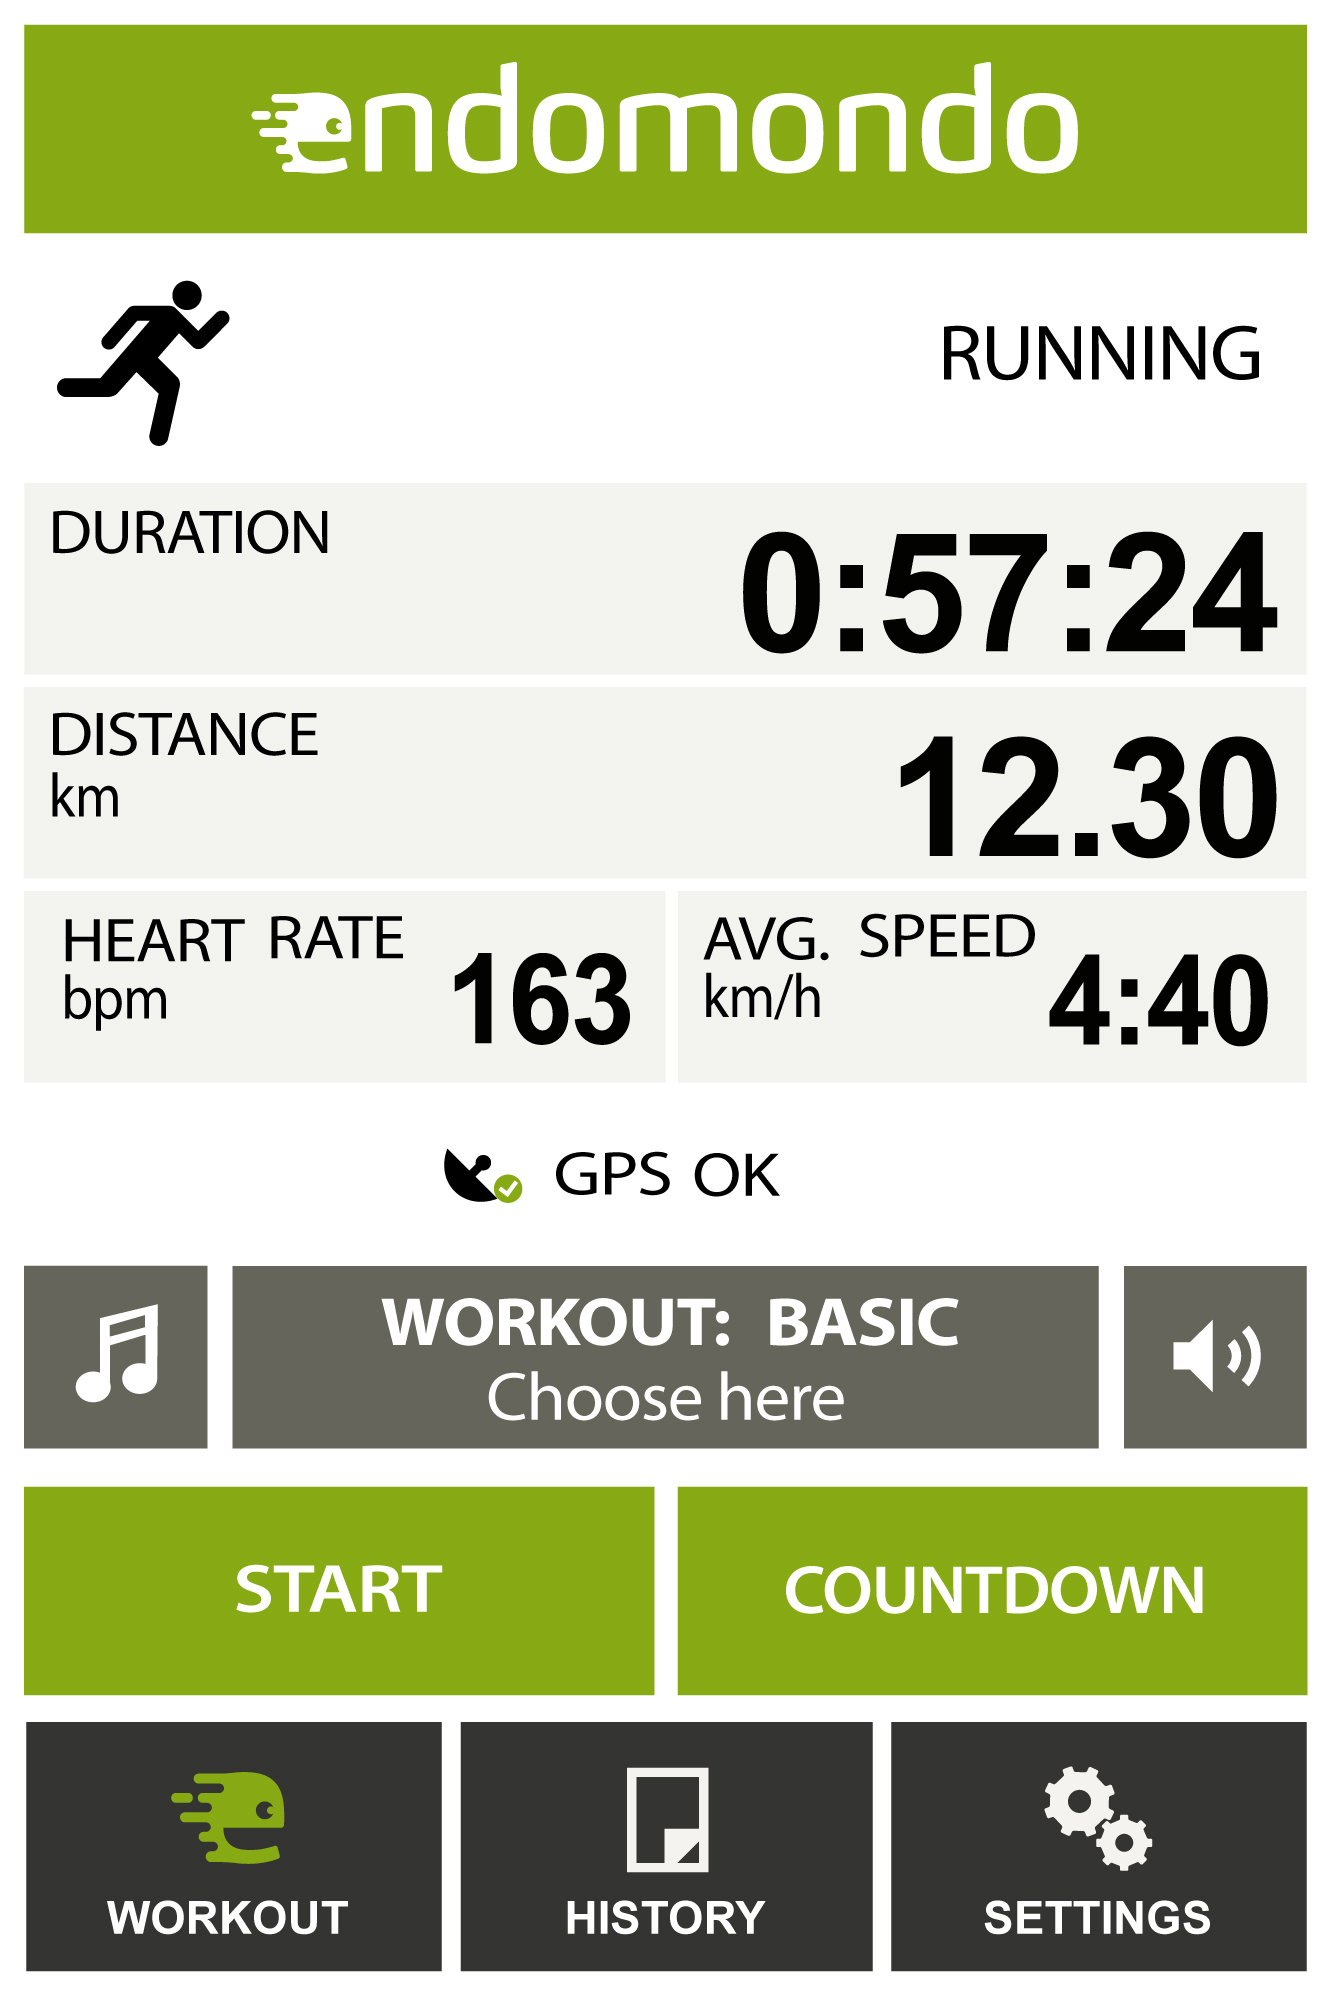 endomondo
RUNNING
DURATION
0:57:24
DISTANCE
km
12.30
HEART RATE
bpm
163
AVG. SPEED
km/h
4:40
GPS OK
WORKOUT: BASIC
Choose here
START
COUNTDOWN
WORKOUT
HISTORY
SETTINGS